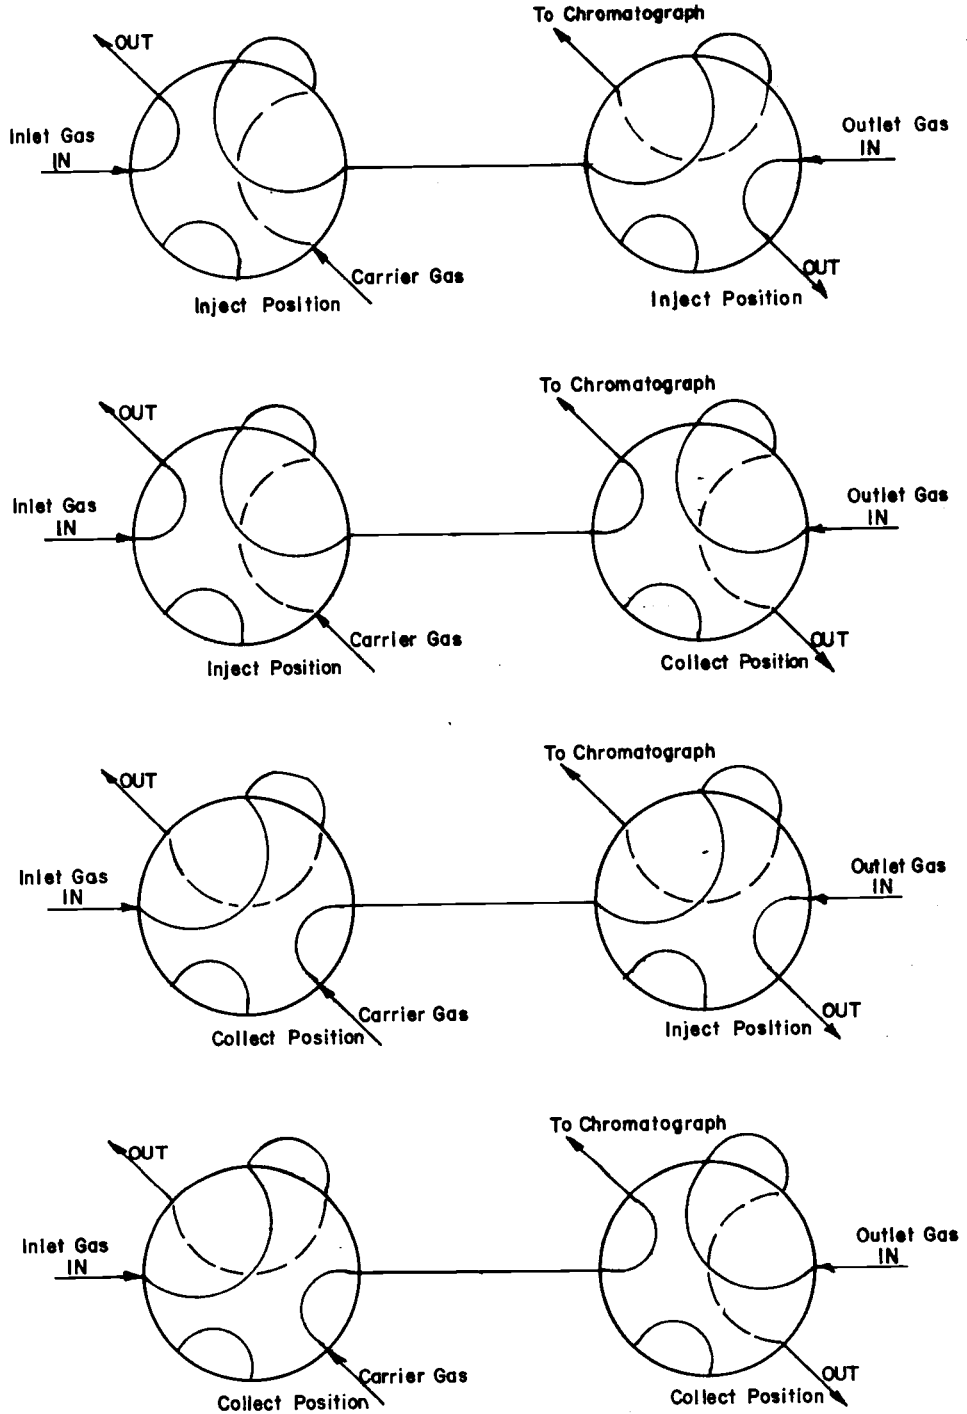 To Chromatograph
OUT
Inlet Gas
IN
Outlet Gas
IN
Carrier Gas
OUT
Inject Position
Inject Position
To Chromatograph
OUT
Inlet Gas
IN
Outlet Gas
IN
Carrier Gas
OUT
Inject Position
Collect Position
To Chromatograph
OUT
Inlet Gas
IN
Outlet Gas
IN
Carrier Gas
OUT
Collect Position
Inject Position
To Chromatograph
OUT
Inlet Gas
IN
Outlet Gas
IN
Carrier Gas
OUT
Collect Position
Collect Position